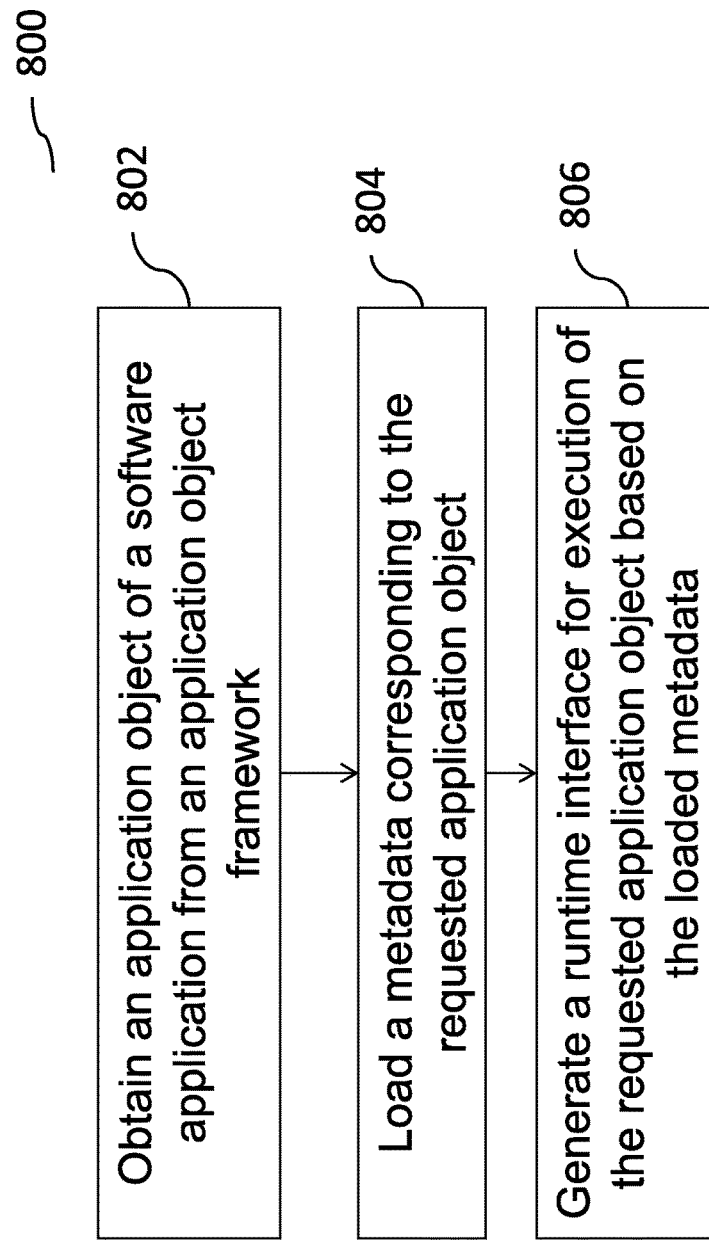 800
802
Obtain an application object of a software
application from an application object
framework
804
Load a metadata corresponding to the
requested application object
806
Generate a runtime interface for execution of
the requested application object based on
the loaded metadata